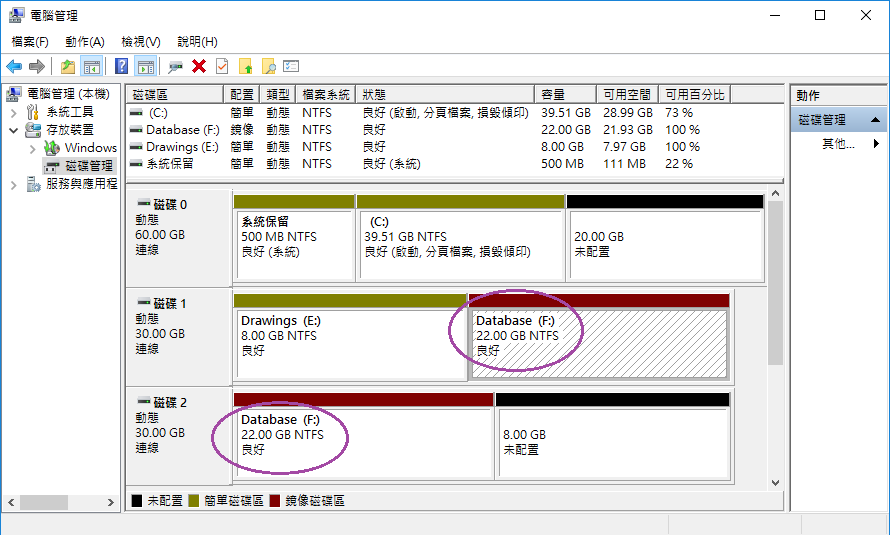 電腦管理
檔案(F) 動作(A) 檢視(V) 說明(H)
電腦管理 (本機)
系統工具
存放裝置
Windows
磁碟管理
服務與應用程
磁碟區 配置 類型 檔案系統 狀態 容量 可用空間 可用百分比
(C:) 簡單 動態 NTFS 良好 (啟動, 分頁檔案, 損毀傾印) 39.51 GB 28.99 GB 73 %
Database (F:) 鏡像 動態 NTFS 良好 22.00 GB 21.93 GB 100 %
Drawings (E:) 簡單 動態 NTFS 良好 8.00 GB 7.97 GB 100 %
系統保留 簡單 動態 NTFS 良好 (系統) 500 MB 111 MB 22 %
磁碟 0
動態
60.00 GB
連線
系統保留
500 MB NTFS
良好 (系統)
(C:)
39.51 GB NTFS
良好 (啟動, 分頁檔案, 損毀傾印)
20.00 GB
未配置
磁碟 1
動態
30.00 GB
連線
Drawings (E:)
8.00 GB NTFS
良好
Database (F:)
22.00 GB NTFS
良好
磁碟 2
動態
30.00 GB
連線
Database (F:)
22.00 GB NTFS
良好
8.00 GB
未配置
未配置 簡單磁碟區 鏡像磁碟區
動作
磁碟管理
其他...